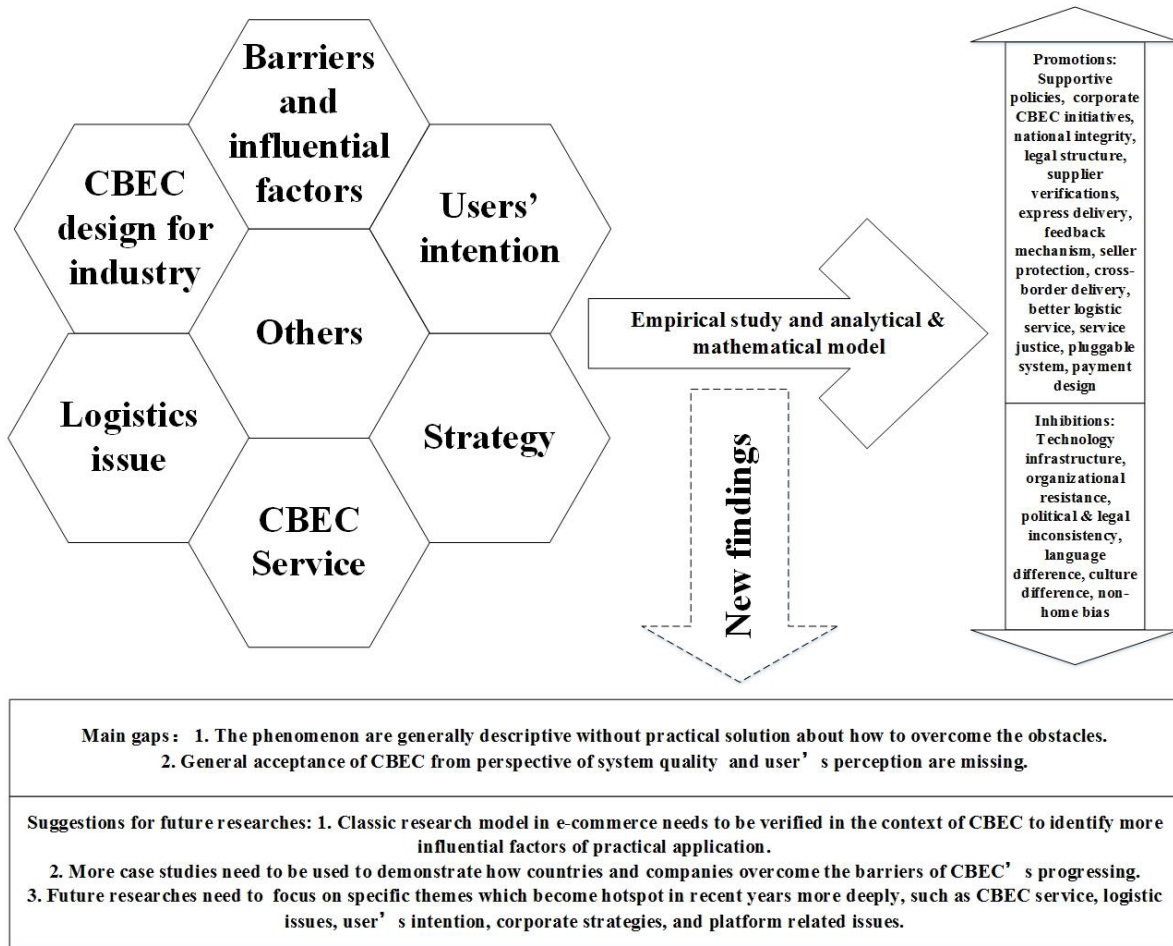 Barriers
and
influential
factors
CBEC
design for
industry
Users’
intention
Others
Logistics
issue
Strategy
CBEC
Service
Empirical study and analytical &
mathematical model
New findings
Promotions:
Supportive
policies, corporate
CBEC initiatives,
national integrity,
legal structure,
supplier
verifications,
express delivery,
feedback
mechanism, seller
protection, cross-
border delivery,
better logistic
service, service
justice, pluggable
system, payment
design
Inhibitions:
Technology
infrastructure,
organizational
resistance,
political & legal
inconsistency,
language
difference, culture
difference, non-
home bias
Main gaps：1. The phenomenon are generally descriptive without practical solution about how to overcome the obstacles.
2. General acceptance of CBEC from perspective of system quality and user’s perception are missing.
Suggestions for future researches: 1. Classic research model in e-commerce needs to be verified in the context of CBEC to identify more
influential factors of practical application.
2. More case studies need to be used to demonstrate how countries and companies overcome the barriers of CBEC’s progressing.
3. Future researches need to focus on specific themes which become hotspot in recent years more deeply, such as CBEC service, logistic
issues, user’s intention, corporate strategies, and platform related issues.